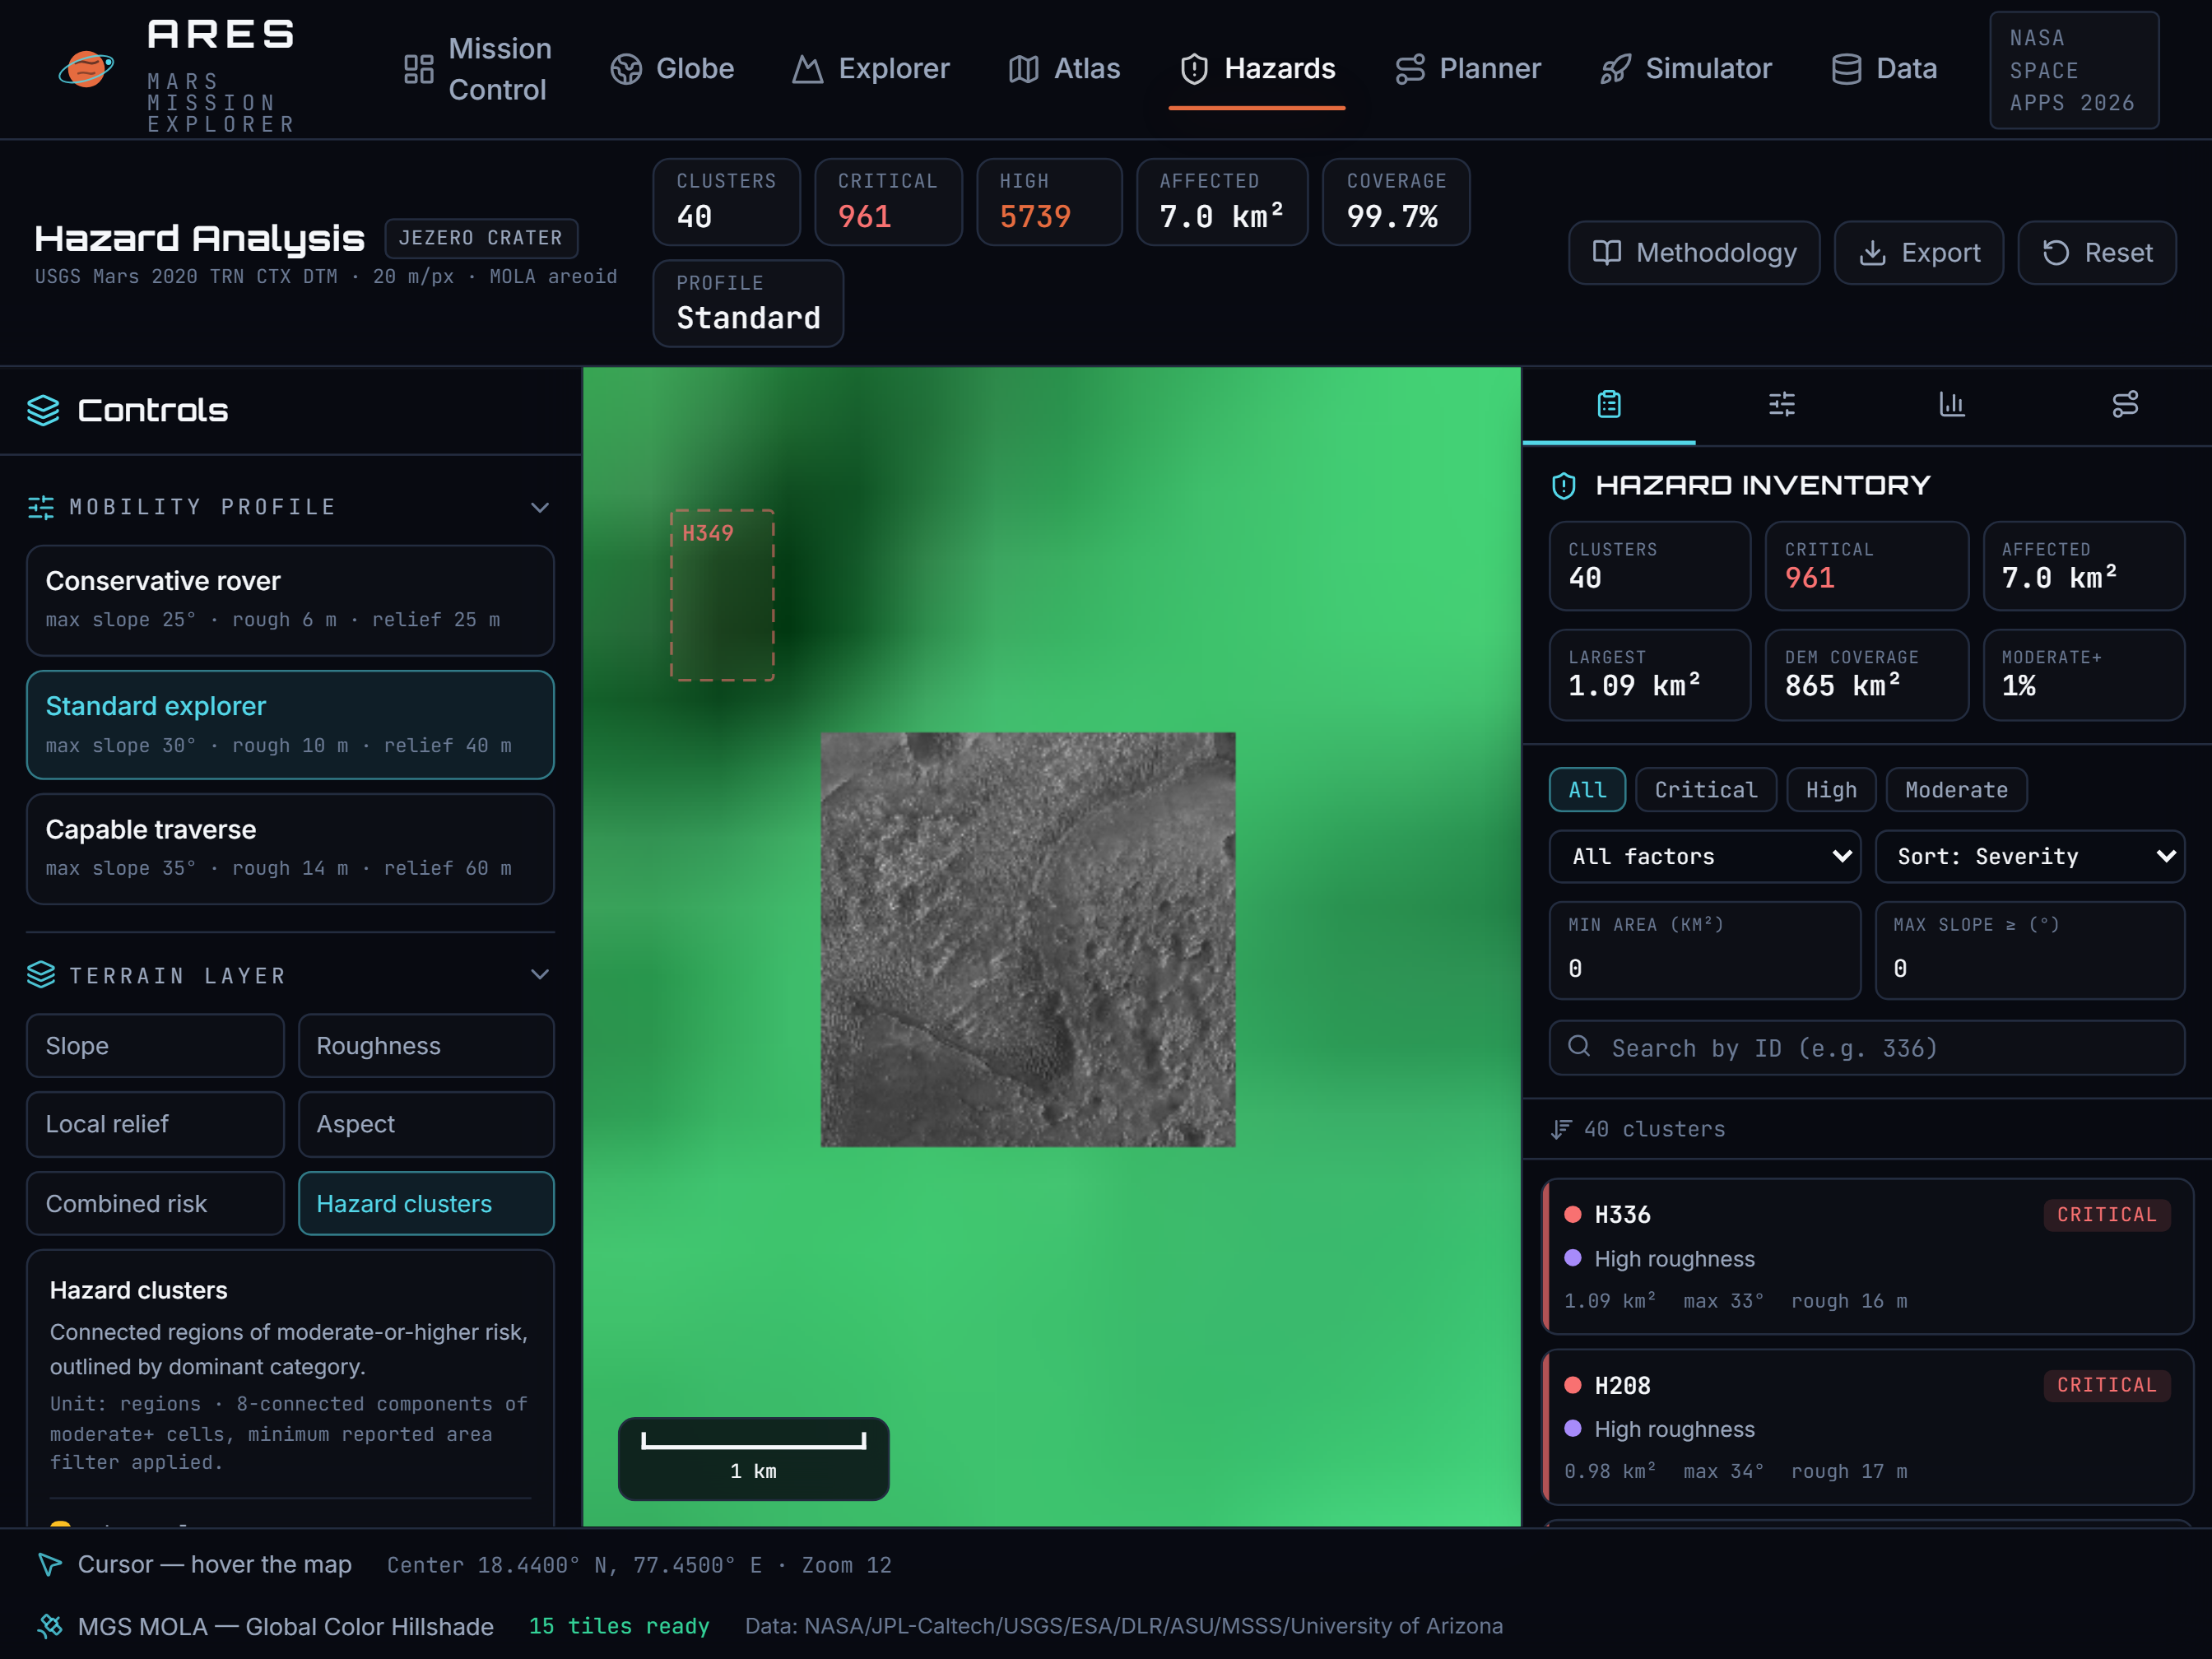 ARES
MARS
MISSION
EXPLORER
Mission
Control
Globe
Explorer
Atlas
Hazards
Planner
Simulator
Data
NASA
SPACE
APPS 2026
Hazard Analysis
JEZERO CRATER
USGS Mars 2020 TRN CTX DTM · 20 m/px · MOLA areoid
CLUSTERS
40
CRITICAL
961
HIGH
5739
AFFECTED
7.0 km²
COVERAGE
99.7%
PROFILE
Standard
Methodology
Export
Reset
Controls
MOBILITY PROFILE
Conservative rover
max slope 25° · rough 6 m · relief 25 m
Standard explorer
max slope 30° · rough 10 m · relief 40 m
Capable traverse
max slope 35° · rough 14 m · relief 60 m
TERRAIN LAYER
Slope
Roughness
Local relief
Aspect
Combined risk
Hazard clusters
Hazard clusters
Connected regions of moderate-or-higher risk,
outlined by dominant category.
Unit: regions · 8-connected components of
moderate+ cells, minimum reported area
filter applied.
H349
1 km
HAZARD INVENTORY
CLUSTERS
40
CRITICAL
961
AFFECTED
7.0 km²
LARGEST
1.09 km²
DEM COVERAGE
865 km²
MODERATE+
1%
All
Critical
High
Moderate
All factors
Sort: Severity
MIN AREA (KM²)
0
MAX SLOPE ≥ (°)
0
Search by ID (e.g. 336)
40 clusters
H336
CRITICAL
High roughness
1.09 km² max 33° rough 16 m
H208
CRITICAL
High roughness
0.98 km² max 34° rough 17 m
Cursor — hover the map
Center 18.4400° N, 77.4500° E · Zoom 12
MGS MOLA — Global Color Hillshade
15 tiles ready
Data: NASA/JPL-Caltech/USGS/ESA/DLR/ASU/MSSS/University of Arizona